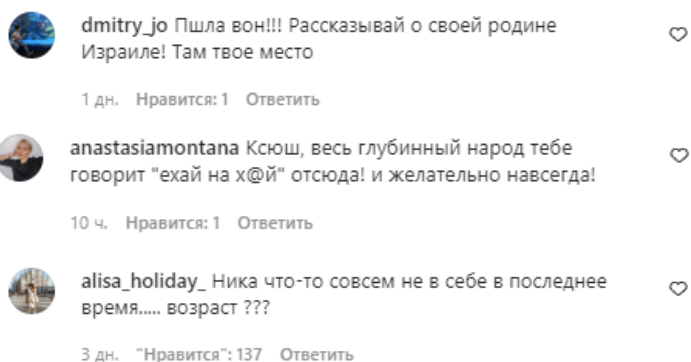 dmitry_jo Пшла вон!!! Рассказывай о своей родине
Израиле! Там твое место
1 дн. Нравится: 1 Ответить
anastasiamontana Ксюш, весь глубинный народ тебе
говорит "ехай на х@й" отсюда! и желательно навсегда!
10 ч. Нравится: 1 Ответить
alisa_holiday_ Ника что-то совсем не в себе в последнее
время..... возраст ???
3 дн. "Нравится": 137 Ответить